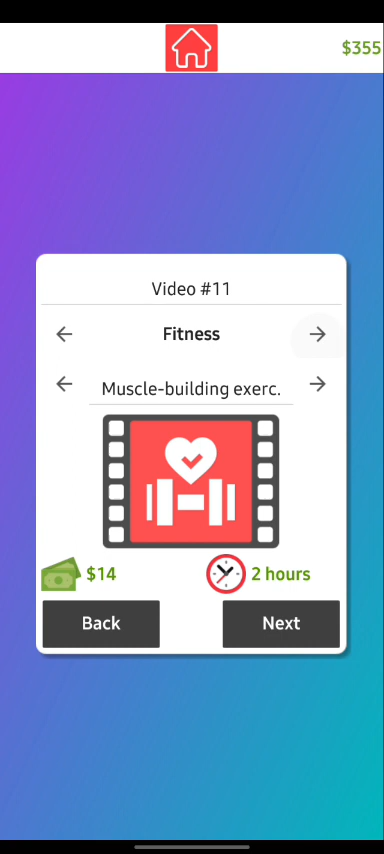 $355
Video #11
Fitness
Muscle-building exerc.
$14
2 hours
Back
Next